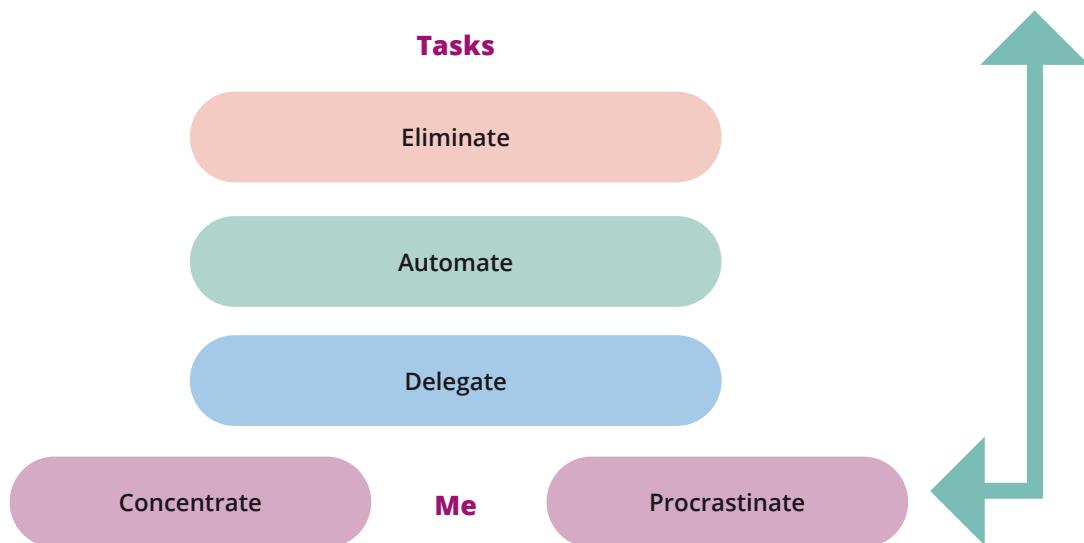 Tasks
Eliminate
Automate
Delegate
Concentrate
Me
Procrastinate